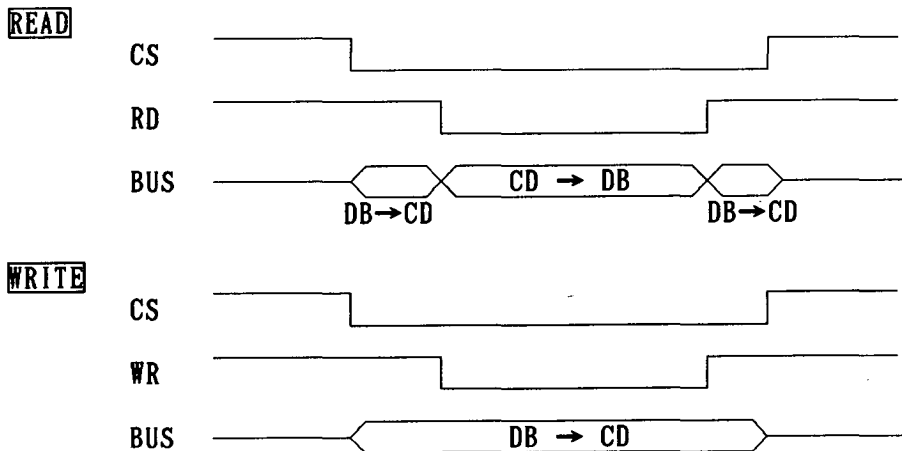 READ
CS
RD
BUS
CD → DB
DB→CD
DB→CD
WRITE
CS
WR
BUS
DB → CD